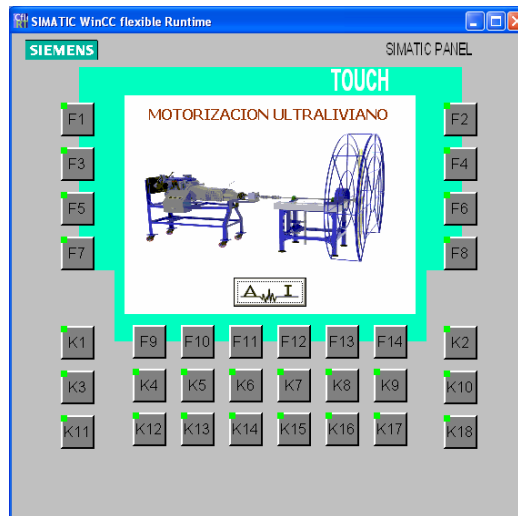 SIMATIC WinCC flexible Runtime
SIEMENS
SIMATIC PANEL
TOUCH
MOTORIZACION ULTRALIVIANO
F1
F2
F3
F4
F5
F6
F7
F8
A I
K1 F9 F10 F11 F12 F13 F14 K2
K3 K4 K5 K6 K7 K8 K9 K10
K11 K12 K13 K14 K15 K16 K17 K18